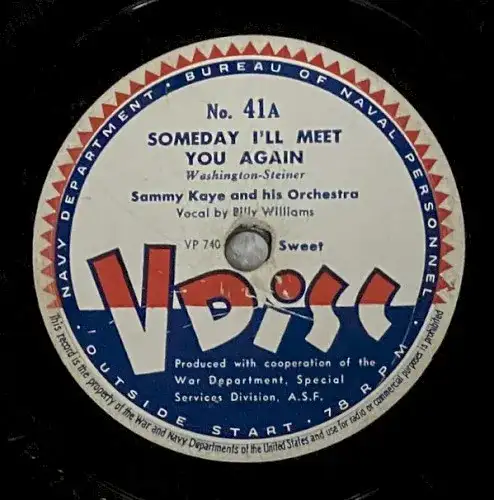 NAVY DEPARTMENT · BUREAU OF NAVAL PERSONNEL
No. 41A
SOMEDAY I'LL MEET
YOU AGAIN
Washington-Steiner
Sammy Kaye and his Orchestra
Vocal by Billy Williams
VP 740 Sweet
V DiSC
Produced with cooperation of the
War Department, Special
Services Division, A.S.F.
· OUTSIDE START · 78 RPM ·
This record is the property of the War and Navy Departments of the United States and use for radio or commercial purposes is prohibited